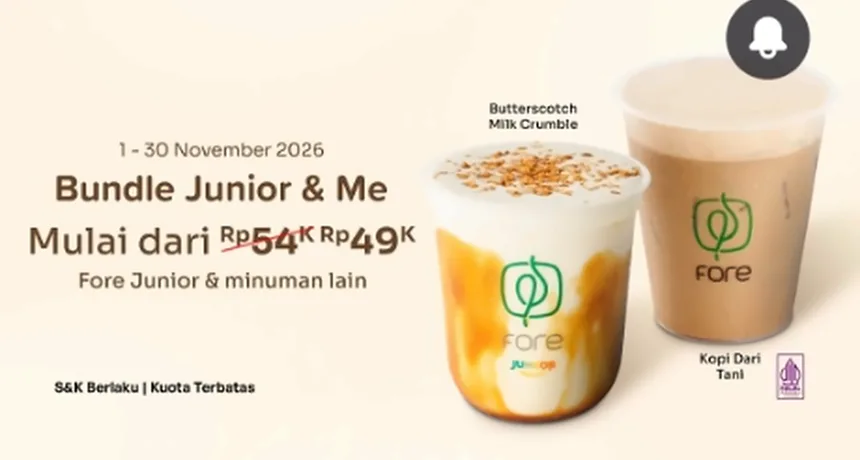 1 - 30 November 2026
Bundle Junior & Me
Mulai dari Rp54K Rp49K
Fore Junior & minuman lain
S&K Berlaku | Kuota Terbatas
Butterscotch
Milk Crumble
FORE
JUNIOR
FORE
Kopi Dari
Tani